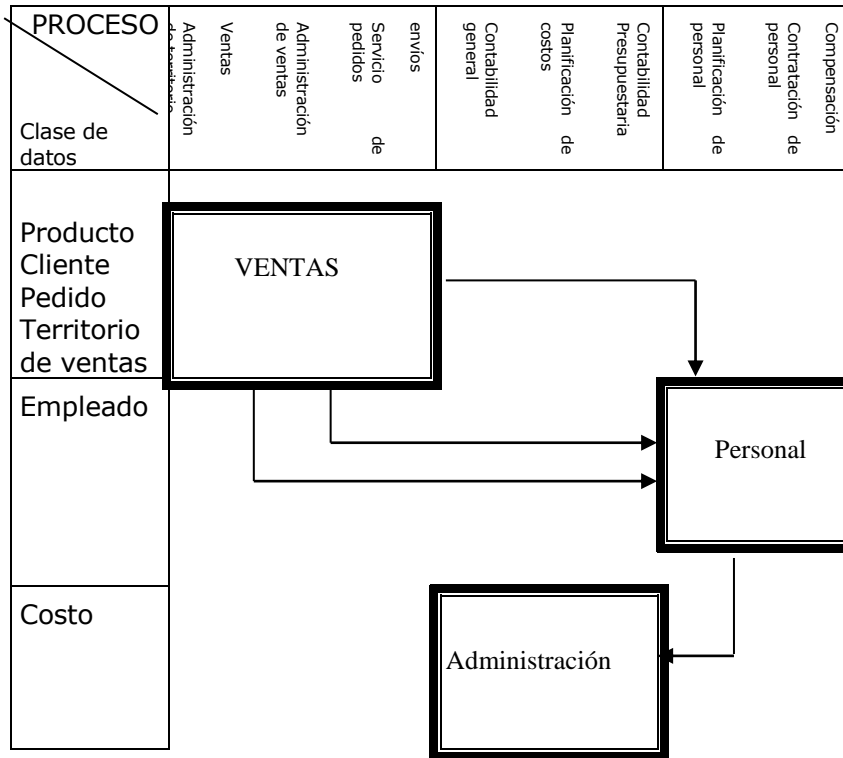 PROCESO
Clase de
datos
Administración
de territorio
Ventas
Administración
de ventas
Servicio de
pedidos
envíos
Contabilidad
general
Planificación de
costos
Contabilidad
Presupuestaria
Planificación de
personal
Contratación de
personal
Compensación
Producto
Cliente
Pedido
Territorio
de ventas
VENTAS
Empleado
Personal
Costo
Administración